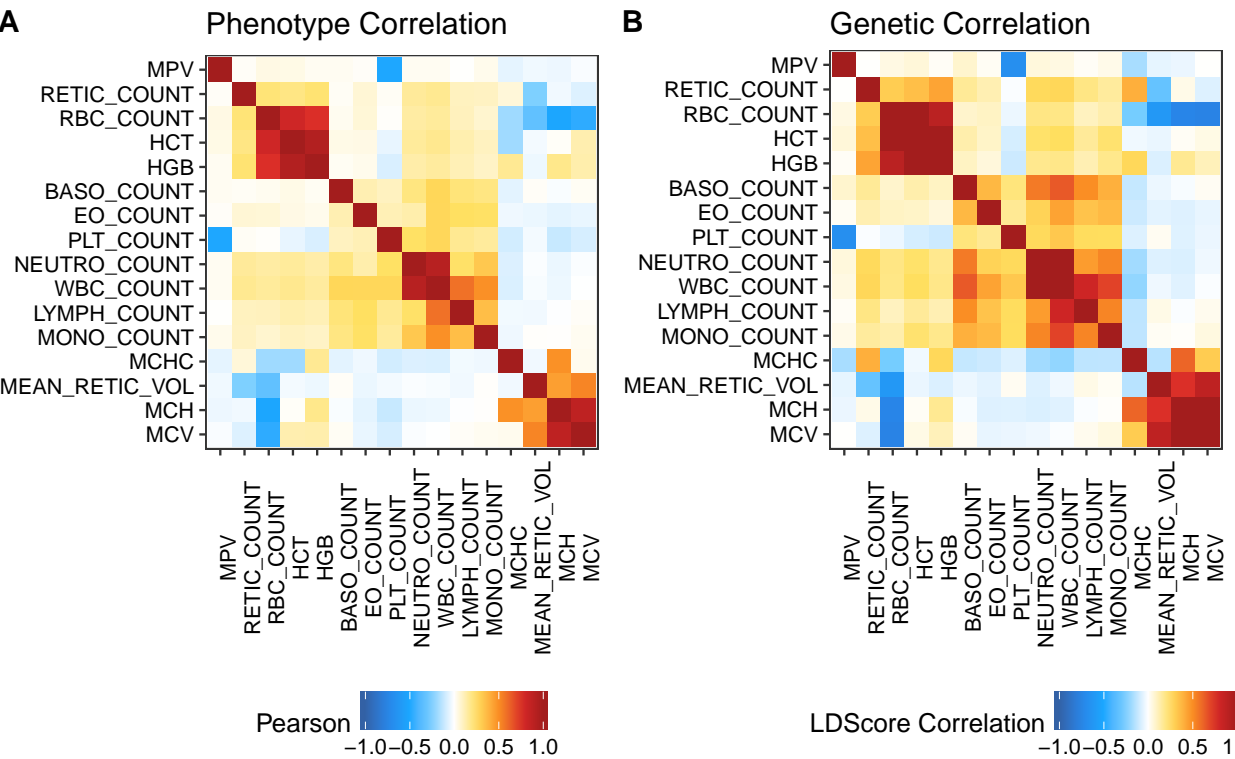 A
Phenotype Correlation
MPV
RETIC_COUNT
RBC_COUNT
HCT
HGB
BASO_COUNT
EO_COUNT
PLT_COUNT
NEUTRO_COUNT
WBC_COUNT
LYMPH_COUNT
MONO_COUNT
MCHC
MEAN_RETIC_VOL
MCH
MCV
MPV
RETIC_COUNT
RBC_COUNT
HCT
HGB
BASO_COUNT
EO_COUNT
PLT_COUNT
NEUTRO_COUNT
WBC_COUNT
LYMPH_COUNT
MONO_COUNT
MCHC
MEAN_RETIC_VOL
MCH
MCV
Pearson
−1.0 −0.5 0.0 0.5 1.0
B
Genetic Correlation
MPV
RETIC_COUNT
RBC_COUNT
HCT
HGB
BASO_COUNT
EO_COUNT
PLT_COUNT
NEUTRO_COUNT
WBC_COUNT
LYMPH_COUNT
MONO_COUNT
MCHC
MEAN_RETIC_VOL
MCH
MCV
MPV
RETIC_COUNT
RBC_COUNT
HCT
HGB
BASO_COUNT
EO_COUNT
PLT_COUNT
NEUTRO_COUNT
WBC_COUNT
LYMPH_COUNT
MONO_COUNT
MCHC
MEAN_RETIC_VOL
MCH
MCV
LDScore Correlation
−1.0 −0.5 0.0 0.5